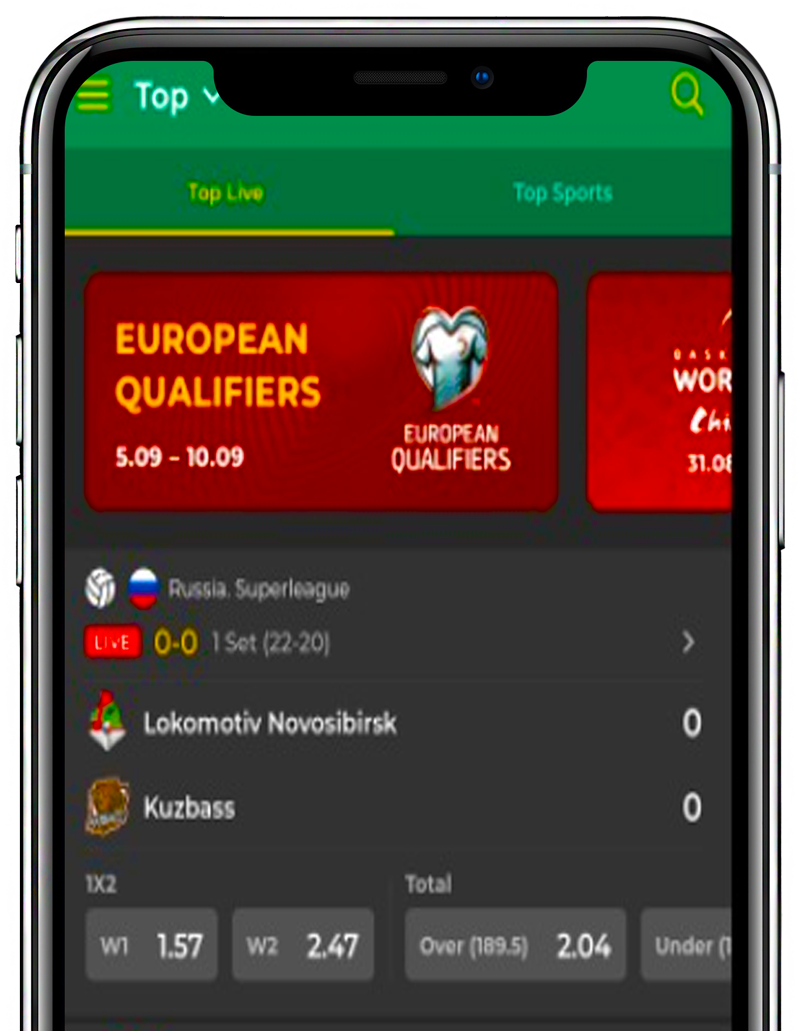 Top
Top Live
Top Sports
EUROPEAN
QUALIFIERS
5.09 – 10.09
EUROPEAN
QUALIFIERS
WOR
Chi
31.08
Russia. Superleague
LIVE 0-0 1 Set (22-20)
Lokomotiv Novosibirsk 0
Kuzbass 0
1X2
Total
W1 1.57
W2 2.47
Over (189.5) 2.04
Under (1